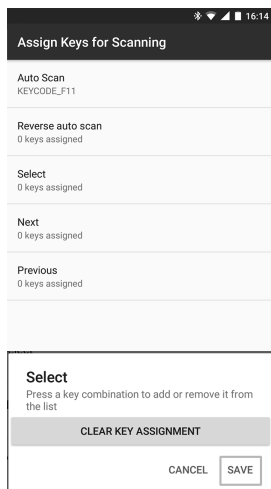 16:14
Assign Keys for Scanning
Auto Scan
KEYCODE_F11
Reverse auto scan
0 keys assigned
Select
0 keys assigned
Next
0 keys assigned
Previous
0 keys assigned
Select
Press a key combination to add or remove it from
the list
CLEAR KEY ASSIGNMENT
CANCEL SAVE